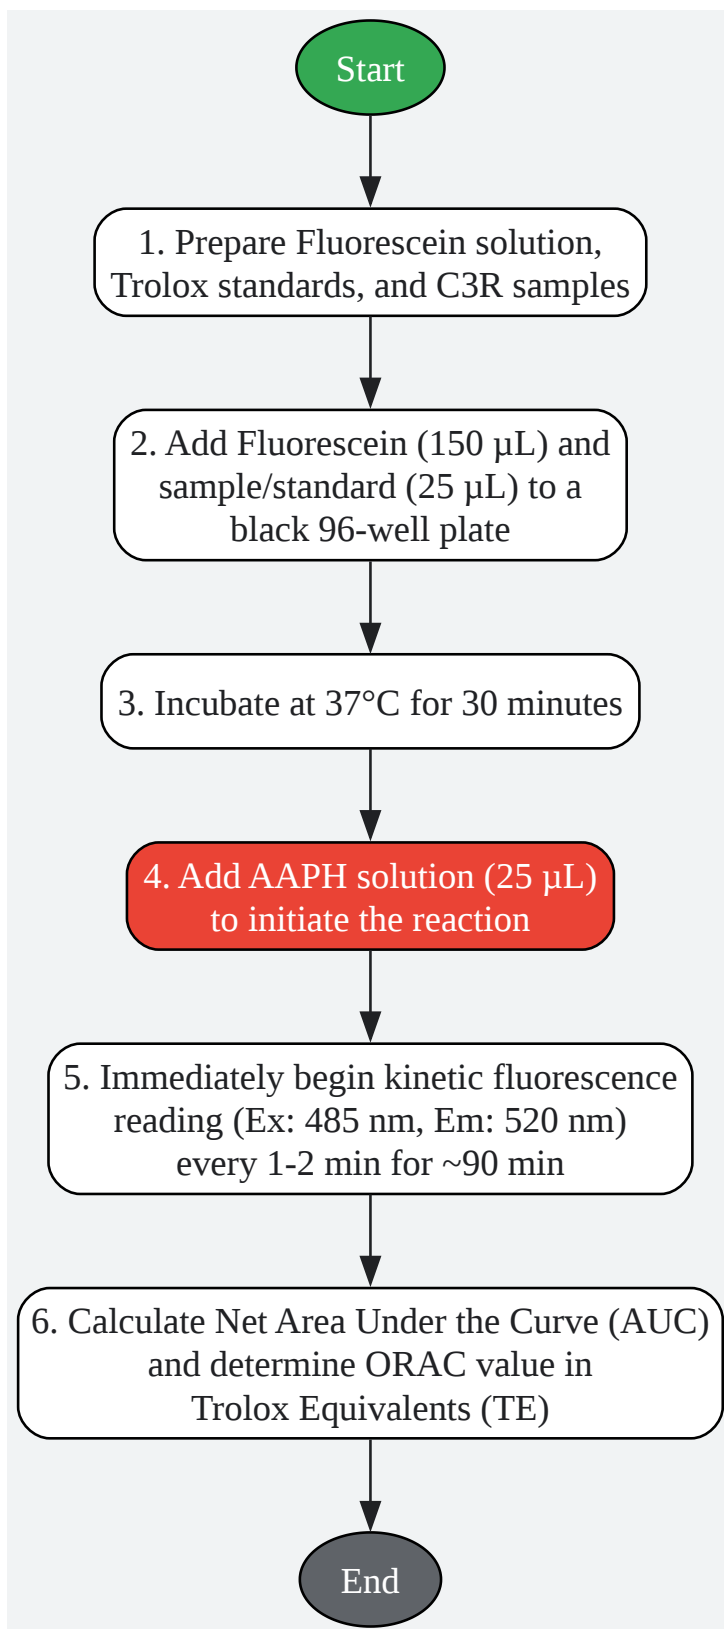 Start
1. Prepare Fluorescein solution,
Trolox standards, and C3R samples
2. Add Fluorescein (150 µL) and
sample/standard (25 µL) to a
black 96-well plate
3. Incubate at 37°C for 30 minutes
4. Add AAPH solution (25 µL)
to initiate the reaction
5. Immediately begin kinetic fluorescence
reading (Ex: 485 nm, Em: 520 nm)
every 1-2 min for ~90 min
6. Calculate Net Area Under the Curve (AUC)
and determine ORAC value in
Trolox Equivalents (TE)
End